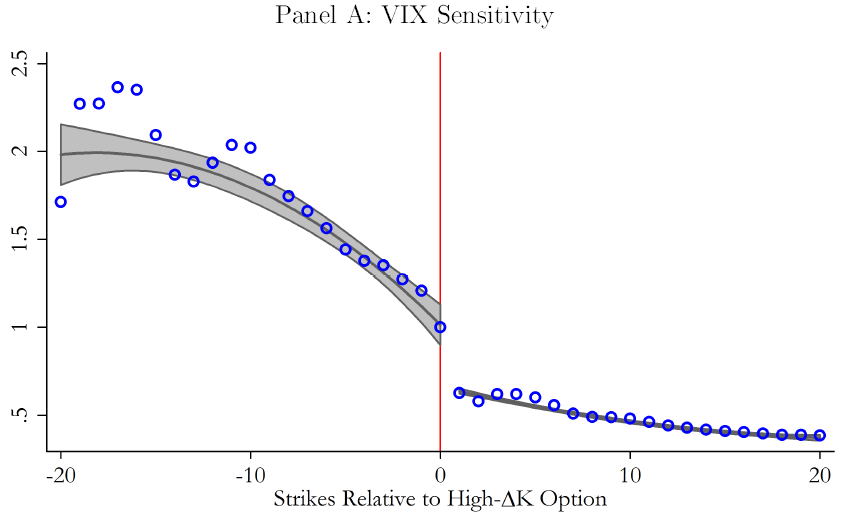 Panel A: VIX Sensitivity
2.5
2
1.5
1
.5
-20 -10 0 10 20
Strikes Relative to High-ΔK Option